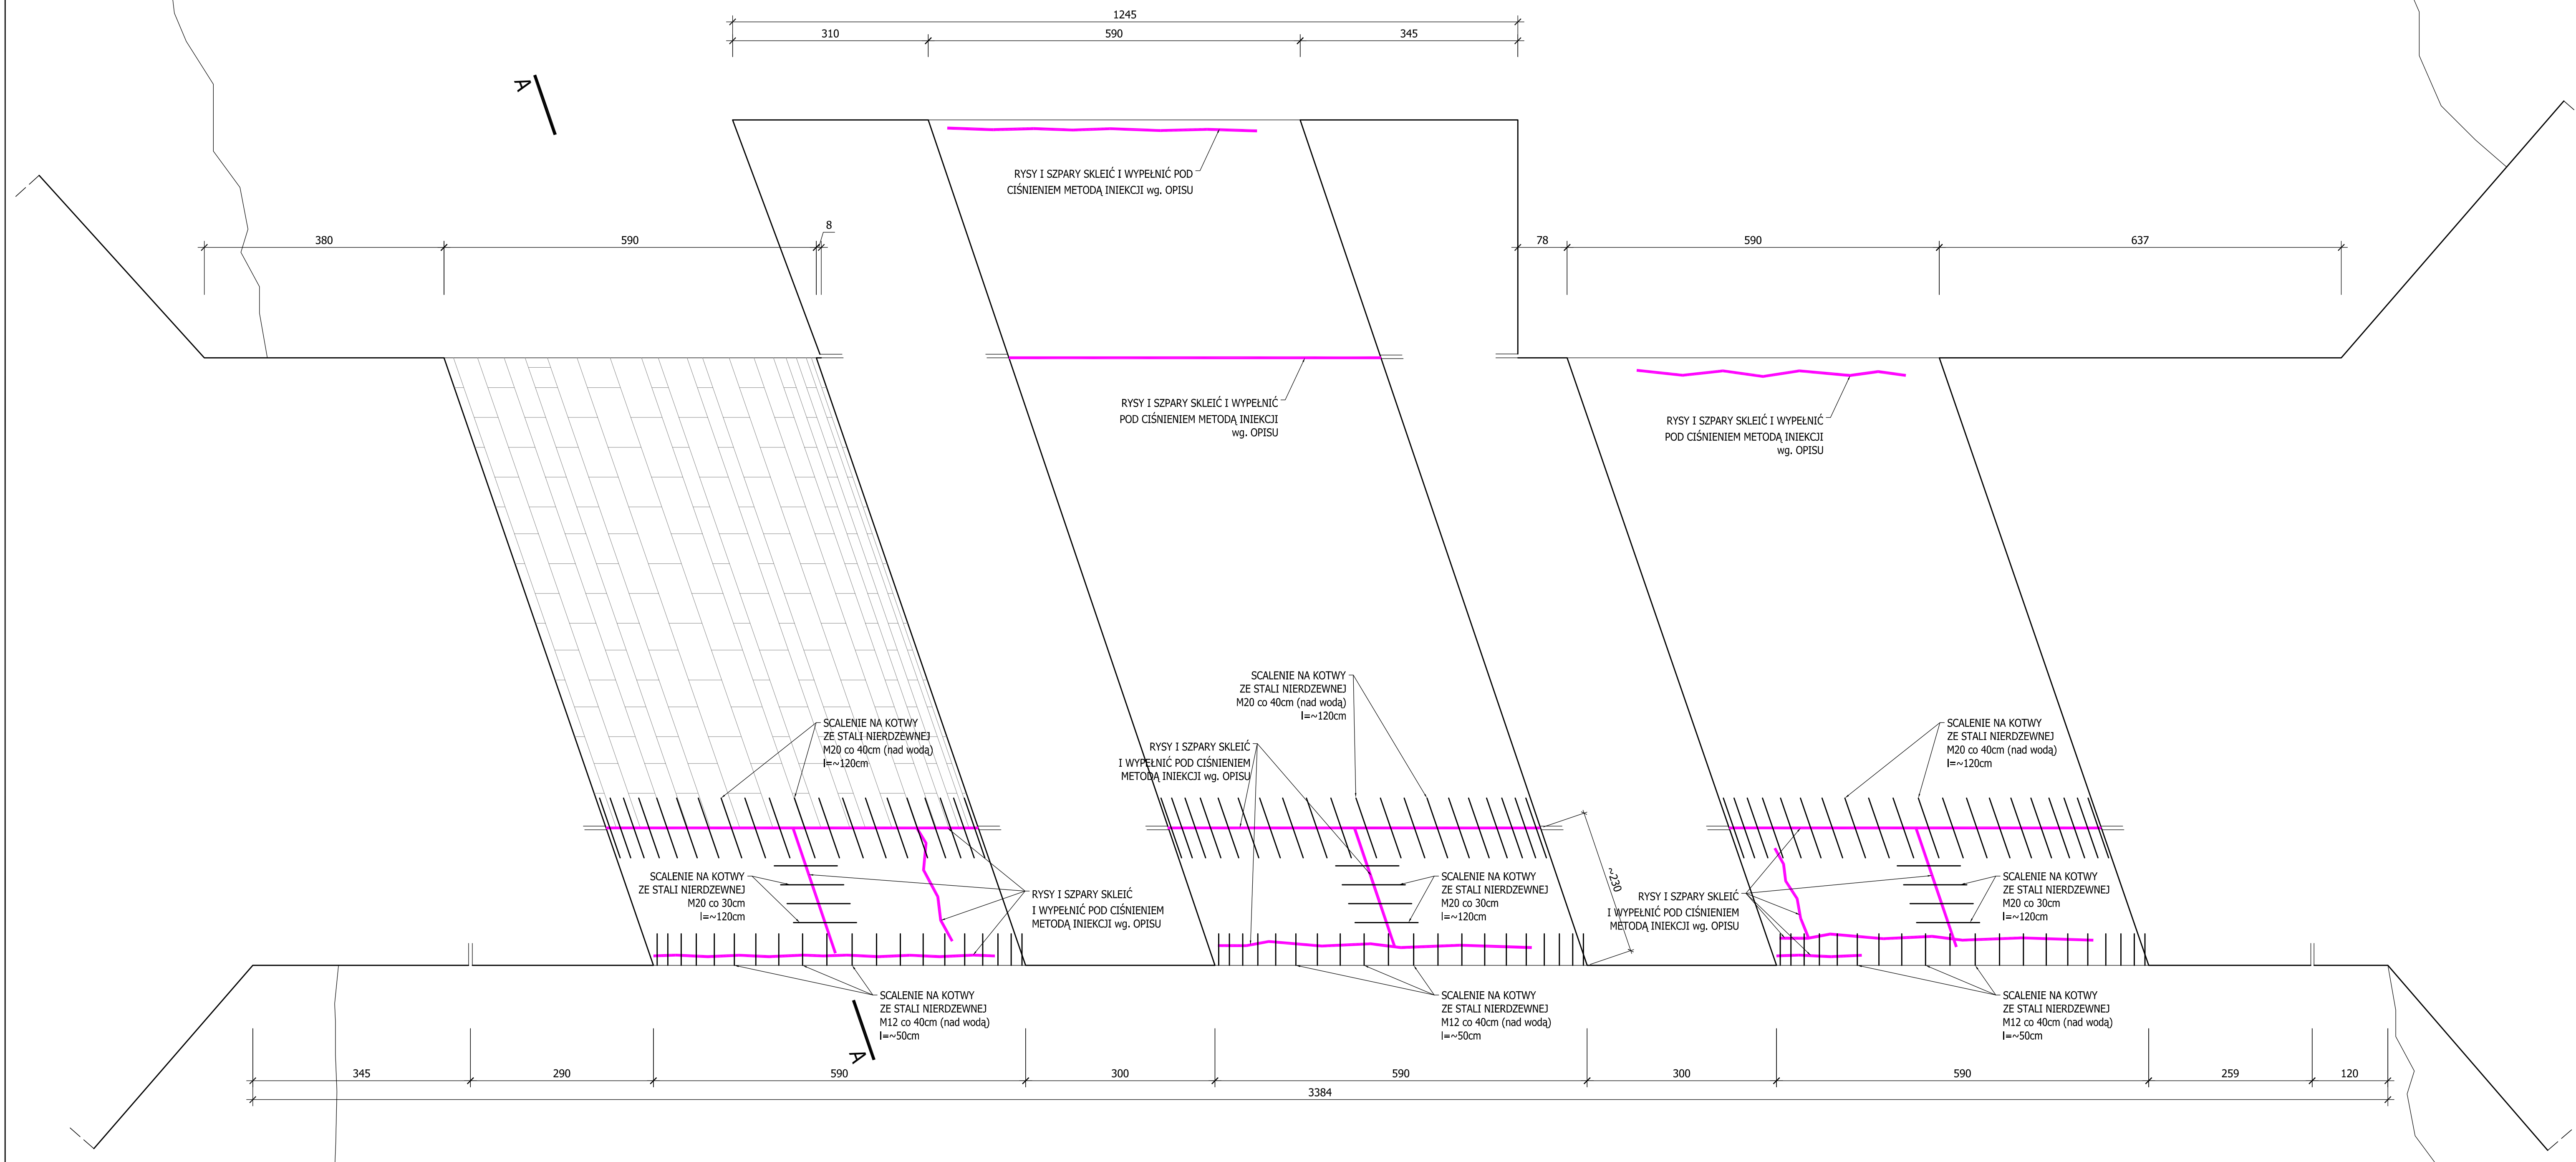 1245
310
590
345
A
RYSY I SZPARY SKLEIĆ I WYPEŁNIĆ POD
CIŚNIENIEM METODĄ INIEKCJI wg. OPISU
380
590
8
78
590
637
RYSY I SZPARY SKLEIĆ I WYPEŁNIĆ
POD CIŚNIENIEM METODĄ INIEKCJI
wg. OPISU
RYSY I SZPARY SKLEIĆ I WYPEŁNIĆ
POD CIŚNIENIEM METODĄ INIEKCJI
wg. OPISU
SCALENIE NA KOTWY
ZE STALI NIERDZEWNEJ
M20 co 40cm (nad wodą)
l=~120cm
SCALENIE NA KOTWY
ZE STALI NIERDZEWNEJ
M20 co 40cm (nad wodą)
l=~120cm
RYSY I SZPARY SKLEIĆ
I WYPEŁNIĆ POD CIŚNIENIEM
METODĄ INIEKCJI wg. OPISU
SCALENIE NA KOTWY
ZE STALI NIERDZEWNEJ
M20 co 40cm (nad wodą)
l=~120cm
SCALENIE NA KOTWY
ZE STALI NIERDZEWNEJ
M20 co 30cm
l=~120cm
RYSY I SZPARY SKLEIĆ
I WYPEŁNIĆ POD CIŚNIENIEM
METODĄ INIEKCJI wg. OPISU
SCALENIE NA KOTWY
ZE STALI NIERDZEWNEJ
M20 co 30cm
l=~120cm
~230
RYSY I SZPARY SKLEIĆ
I WYPEŁNIĆ POD CIŚNIENIEM
METODĄ INIEKCJI wg. OPISU
SCALENIE NA KOTWY
ZE STALI NIERDZEWNEJ
M20 co 30cm
l=~120cm
SCALENIE NA KOTWY
ZE STALI NIERDZEWNEJ
M12 co 40cm (nad wodą)
l=~50cm
SCALENIE NA KOTWY
ZE STALI NIERDZEWNEJ
M12 co 40cm (nad wodą)
l=~50cm
SCALENIE NA KOTWY
ZE STALI NIERDZEWNEJ
M12 co 40cm (nad wodą)
l=~50cm
A
345
290
590
300
590
300
590
259
120
3384